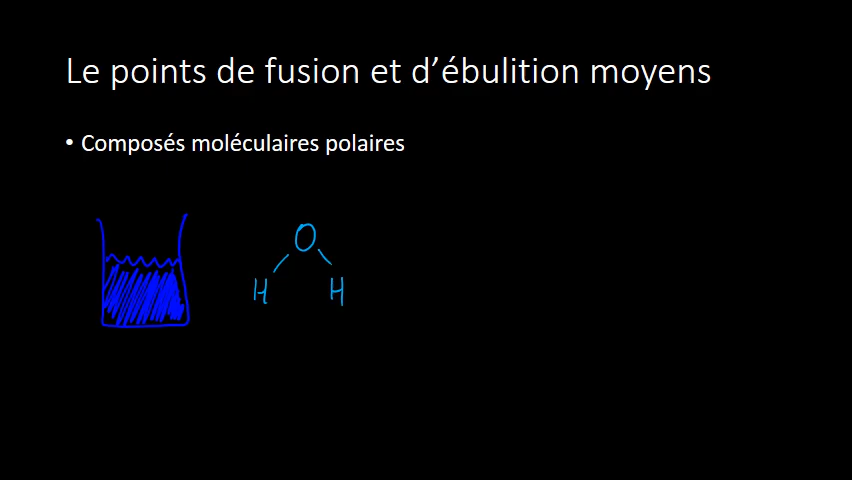 Le points de fusion et d’ébulition moyens
• Composés moléculaires polaires
O
H H